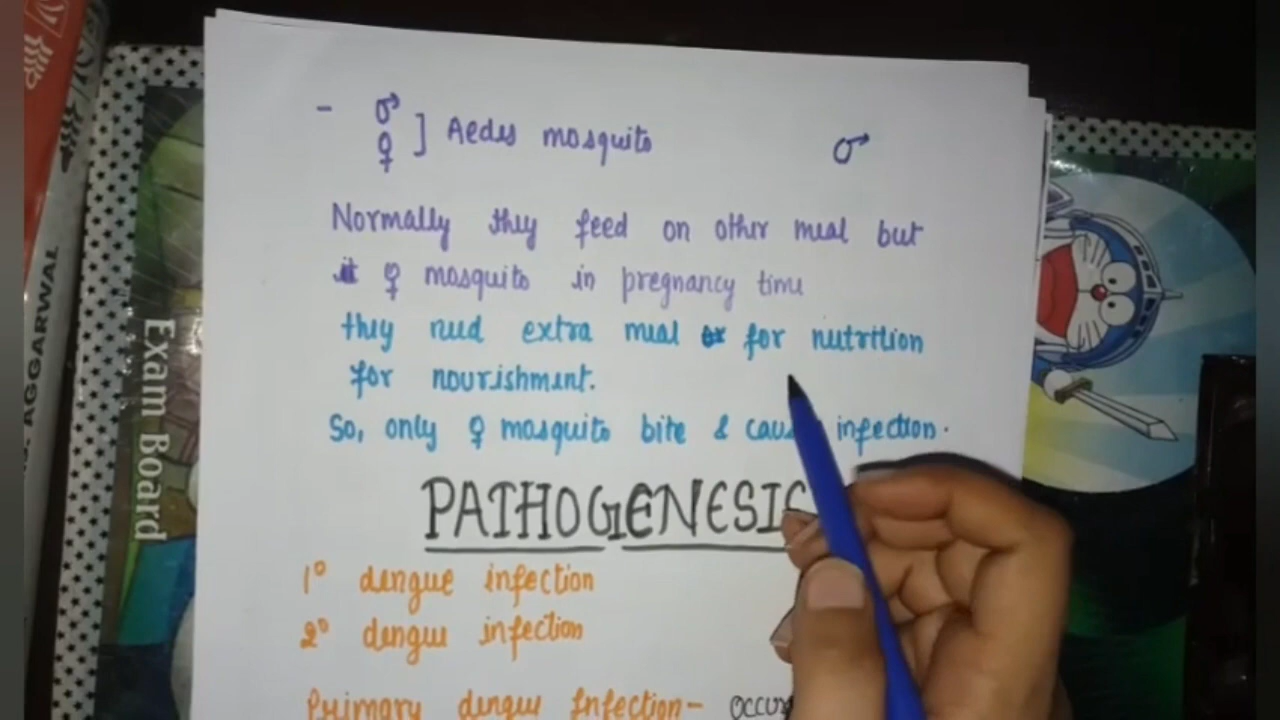 - ♂
♀ ] Aedes mosquito
♂
Normally they feed on other meal but
♀ mosquito in pregnancy time
they need extra meal for nutrition
for nourishment.
So, only ♀ mosquito bite & cause infection.
PATHOGENESIS
1° dengue infection
2° dengue infection
Primary dengue Infection- occur
AGGARWAL
Exam Board